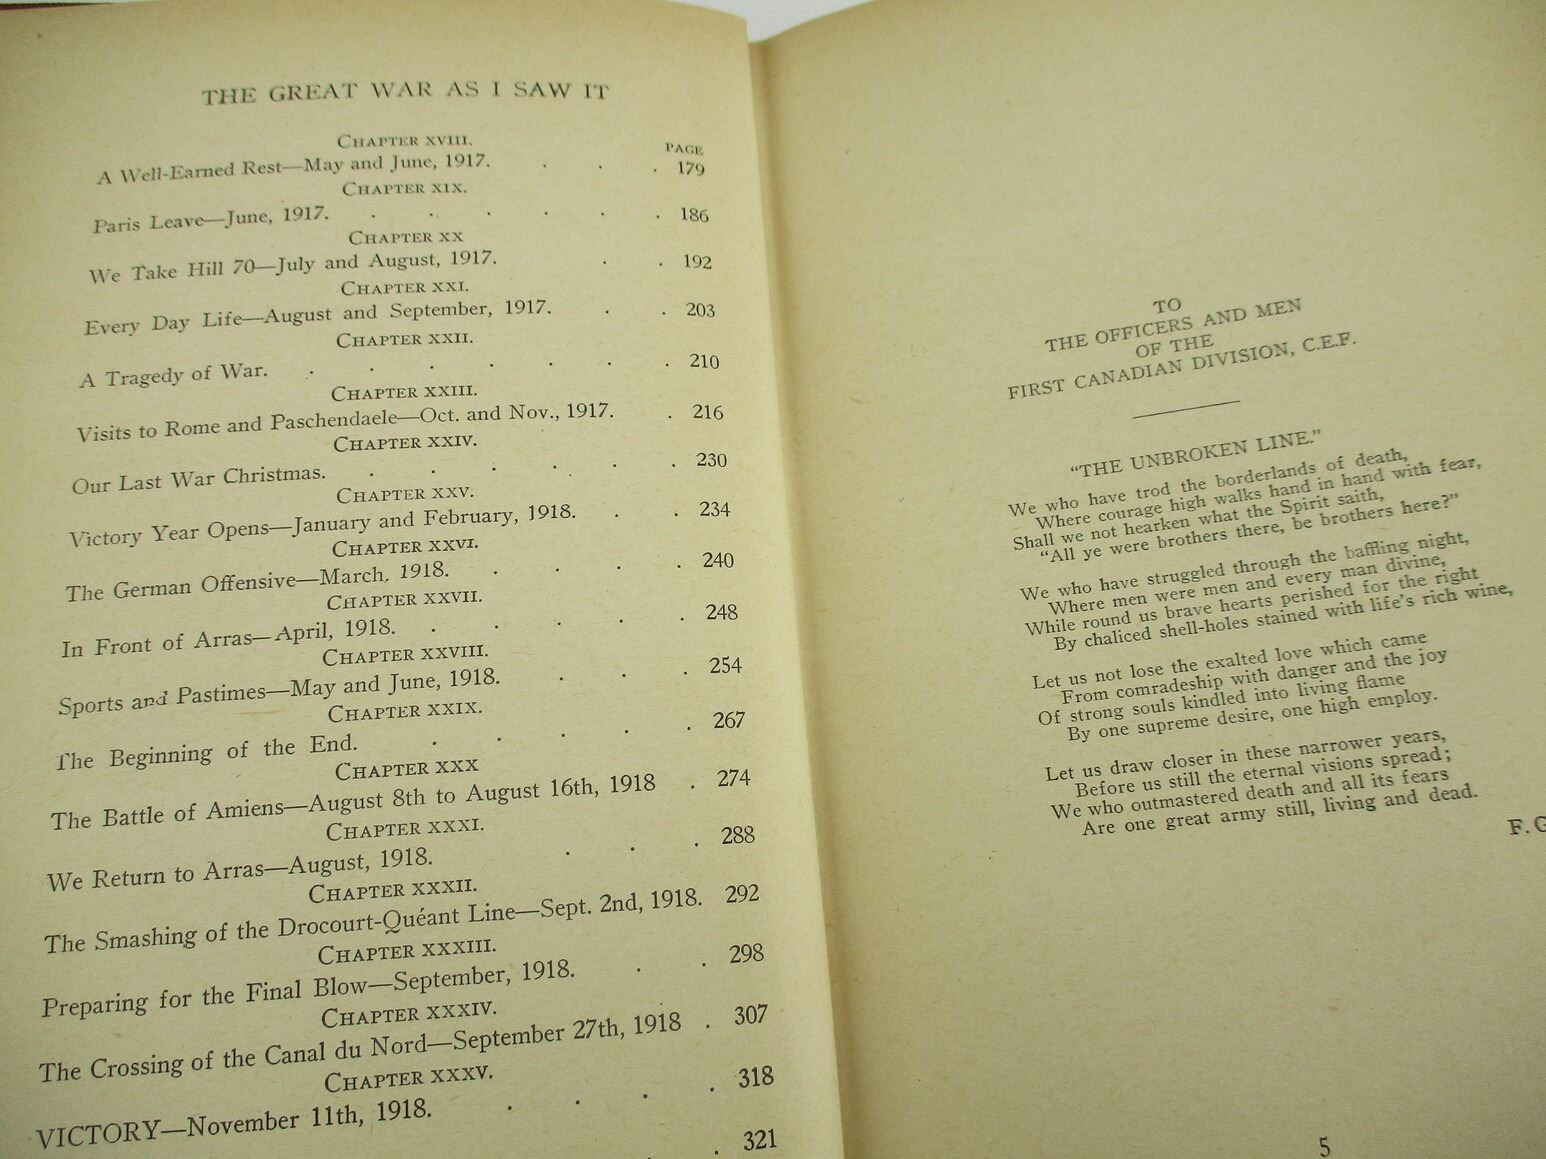 THE GREAT WAR AS I SAW IT
CHAPTER XVIII.
PAGE
A Well-Earned Rest—May and June, 1917. . . . 179
CHAPTER XIX.
Paris Leave—June, 1917. . . . . . . 186
CHAPTER XX
We Take Hill 70—July and August, 1917. . . 192
CHAPTER XXI.
Every Day Life—August and September, 1917. . . 203
CHAPTER XXII.
A Tragedy of War. . . . . . . . 210
CHAPTER XXIII.
Visits to Rome and Paschendaele—Oct. and Nov., 1917. . 216
CHAPTER XXIV.
Our Last War Christmas. . . . . . . 230
CHAPTER XXV.
Victory Year Opens—January and February, 1918. . . 234
CHAPTER XXVI.
The German Offensive—March, 1918. . . . . 240
CHAPTER XXVII.
In Front of Arras—April, 1918. . . . . . 248
CHAPTER XXVIII.
Sports and Pastimes—May and June, 1918. . . . 254
CHAPTER XXIX.
The Beginning of the End. . . . . . 267
CHAPTER XXX
The Battle of Amiens—August 8th to August 16th, 1918 . 274
CHAPTER XXXI.
We Return to Arras—August, 1918. . . . 288
CHAPTER XXXII.
The Smashing of the Drocourt-Quéant Line—Sept. 2nd, 1918. 292
CHAPTER XXXIII.
Preparing for the Final Blow—September, 1918. . . 298
CHAPTER XXXIV.
The Crossing of the Canal du Nord—September 27th, 1918 . 307
CHAPTER XXXV.
VICTORY—November 11th, 1918. . . . . 318
. 321
TO
THE OFFICERS AND MEN
OF THE
FIRST CANADIAN DIVISION, C.E.F.
"THE UNBROKEN LINE."
We who have trod the borderlands of death,
Where courage high walks hand in hand with fear,
Shall we not hearken what the Spirit saith,
"All ye were brothers there, be brothers here?"
We who have struggled through the baffling night,
Where men were men and every man divine,
While round us brave hearts perished for the right
By chaliced shell-holes stained with life's rich wine,
Let us not lose the exalted love which came
From comradeship with danger and the joy
Of strong souls kindled into living flame
By one supreme desire, one high employ.
Let us draw closer in these narrower years,
Before us still the eternal visions spread;
We who outmastered death and all its fears
Are one great army still, living and dead.
F. G
5